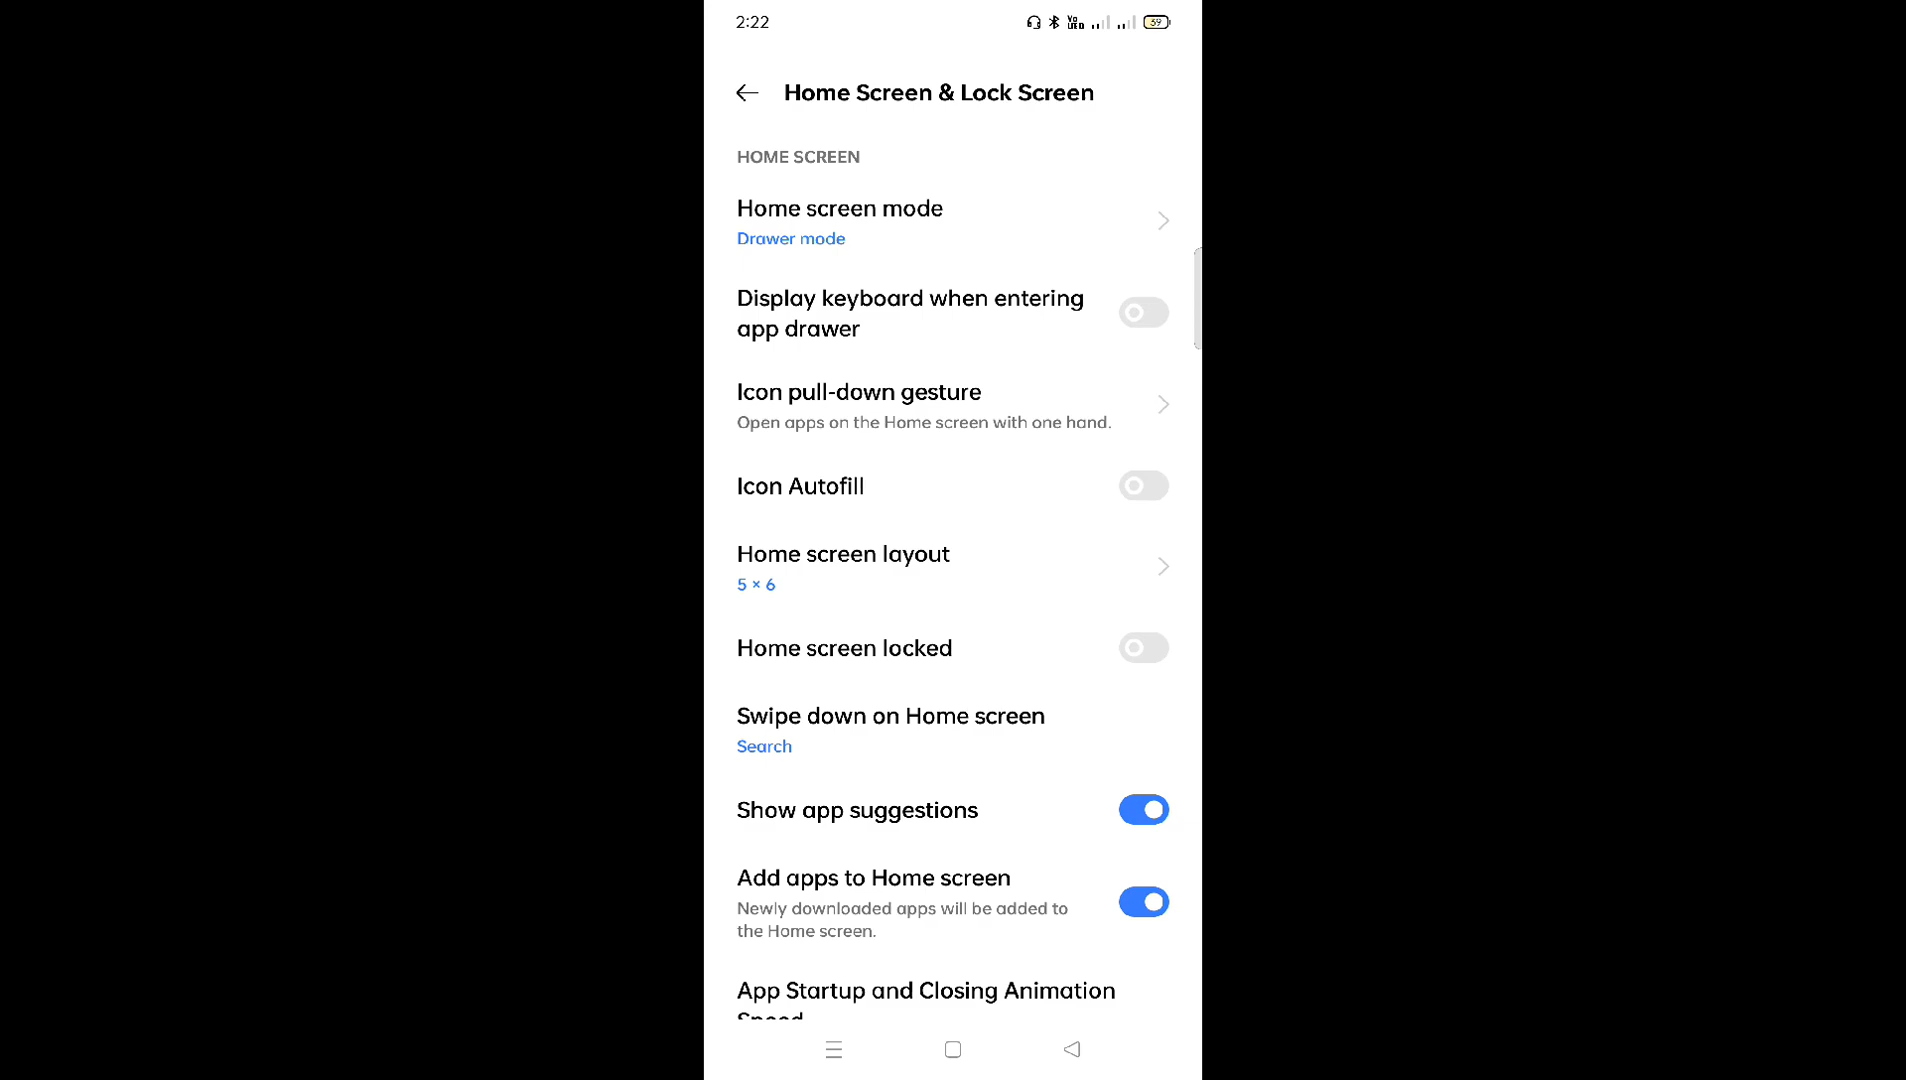 2:22
Vo
LTE
39
Home Screen & Lock Screen
HOME SCREEN
Home screen mode
Drawer mode
Display keyboard when entering
app drawer
Icon pull-down gesture
Open apps on the Home screen with one hand.
Icon Autofill
Home screen layout
5 × 6
Home screen locked
Swipe down on Home screen
Search
Show app suggestions
Add apps to Home screen
Newly downloaded apps will be added to
the Home screen.
App Startup and Closing Animation
Speed